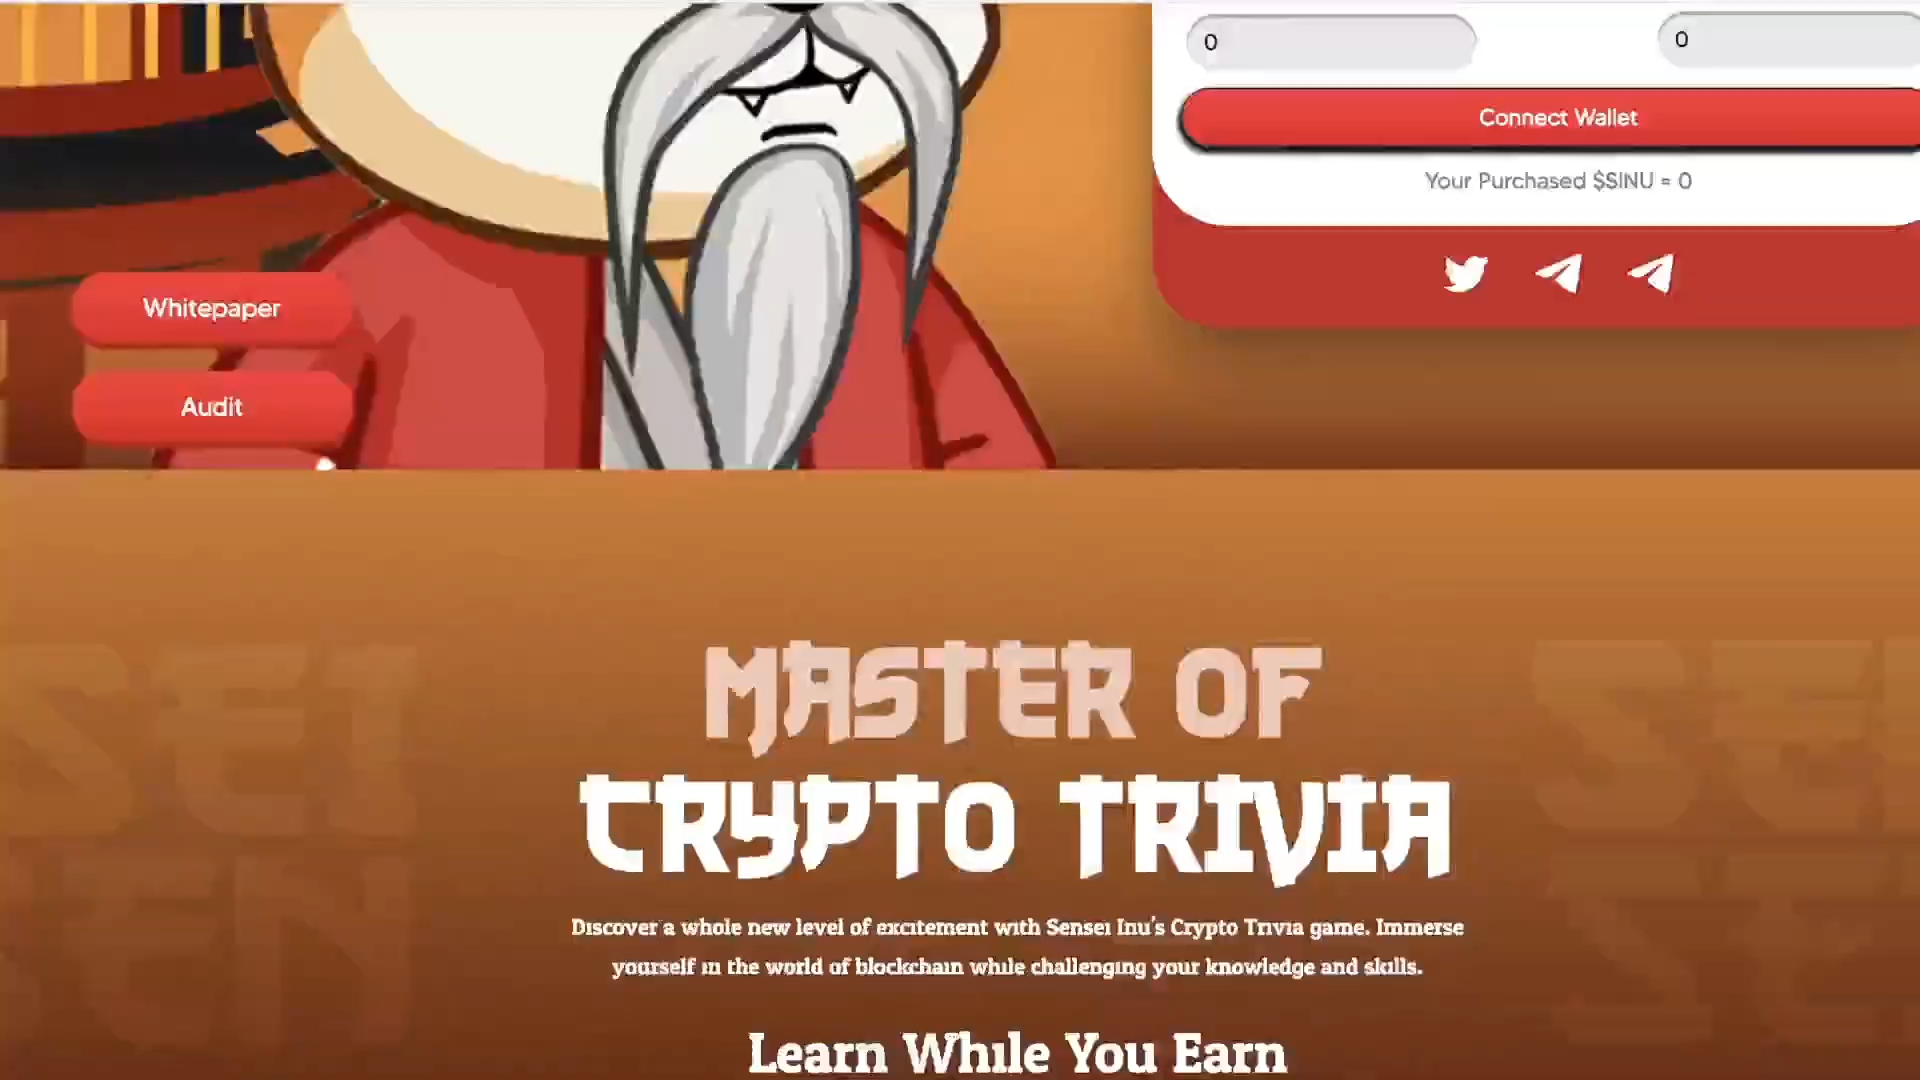 0
0
Connect Wallet
Your Purchased $SINU = 0
Whitepaper
Audit
MASTER OF
CRYPTO TRIVIA
Discover a whole new level of excitement with Sensei Inu's Crypto Trivia game. Immerse
yourself in the world of blockchain while challenging your knowledge and skills.
Learn While You Earn